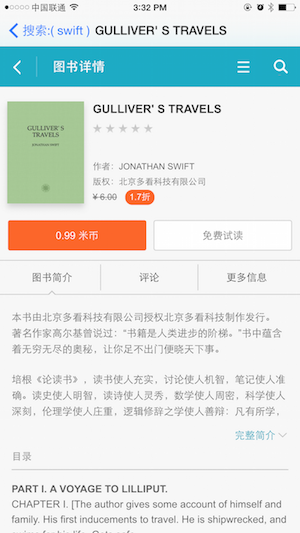 中国联通
3:32 PM
搜索:( swift )
GULLIVER' S TRAVELS
图书详情
GULLIVER' S
TRAVELS
JONATHAN SWIFT
GULLIVER' S TRAVELS
作者: JONATHAN SWIFT
版权: 北京多看科技有限公司
¥ 6.00 1.7折
0.99 米币
免费试读
图书简介
评论
更多信息
本书由北京多看科技有限公司授权北京多看科技制作发行。
著名作家高尔基曾说过：“书籍是人类进步的阶梯。”书中蕴含
着无穷无尽的奥秘，让你足不出门便晓天下事。
培根《论读书》，读书使人充实，讨论使人机智，笔记使人准
确。读史使人明智，读诗使人灵秀，数学使人周密，科学使人
深刻，伦理学使人庄重，逻辑修辞之学使人善辩：凡有所学，
完整简介
目录
PART I. A VOYAGE TO LILLIPUT.
CHAPTER I. [The author gives some account of himself and
family. His first inducements to travel. He is shipwrecked, and